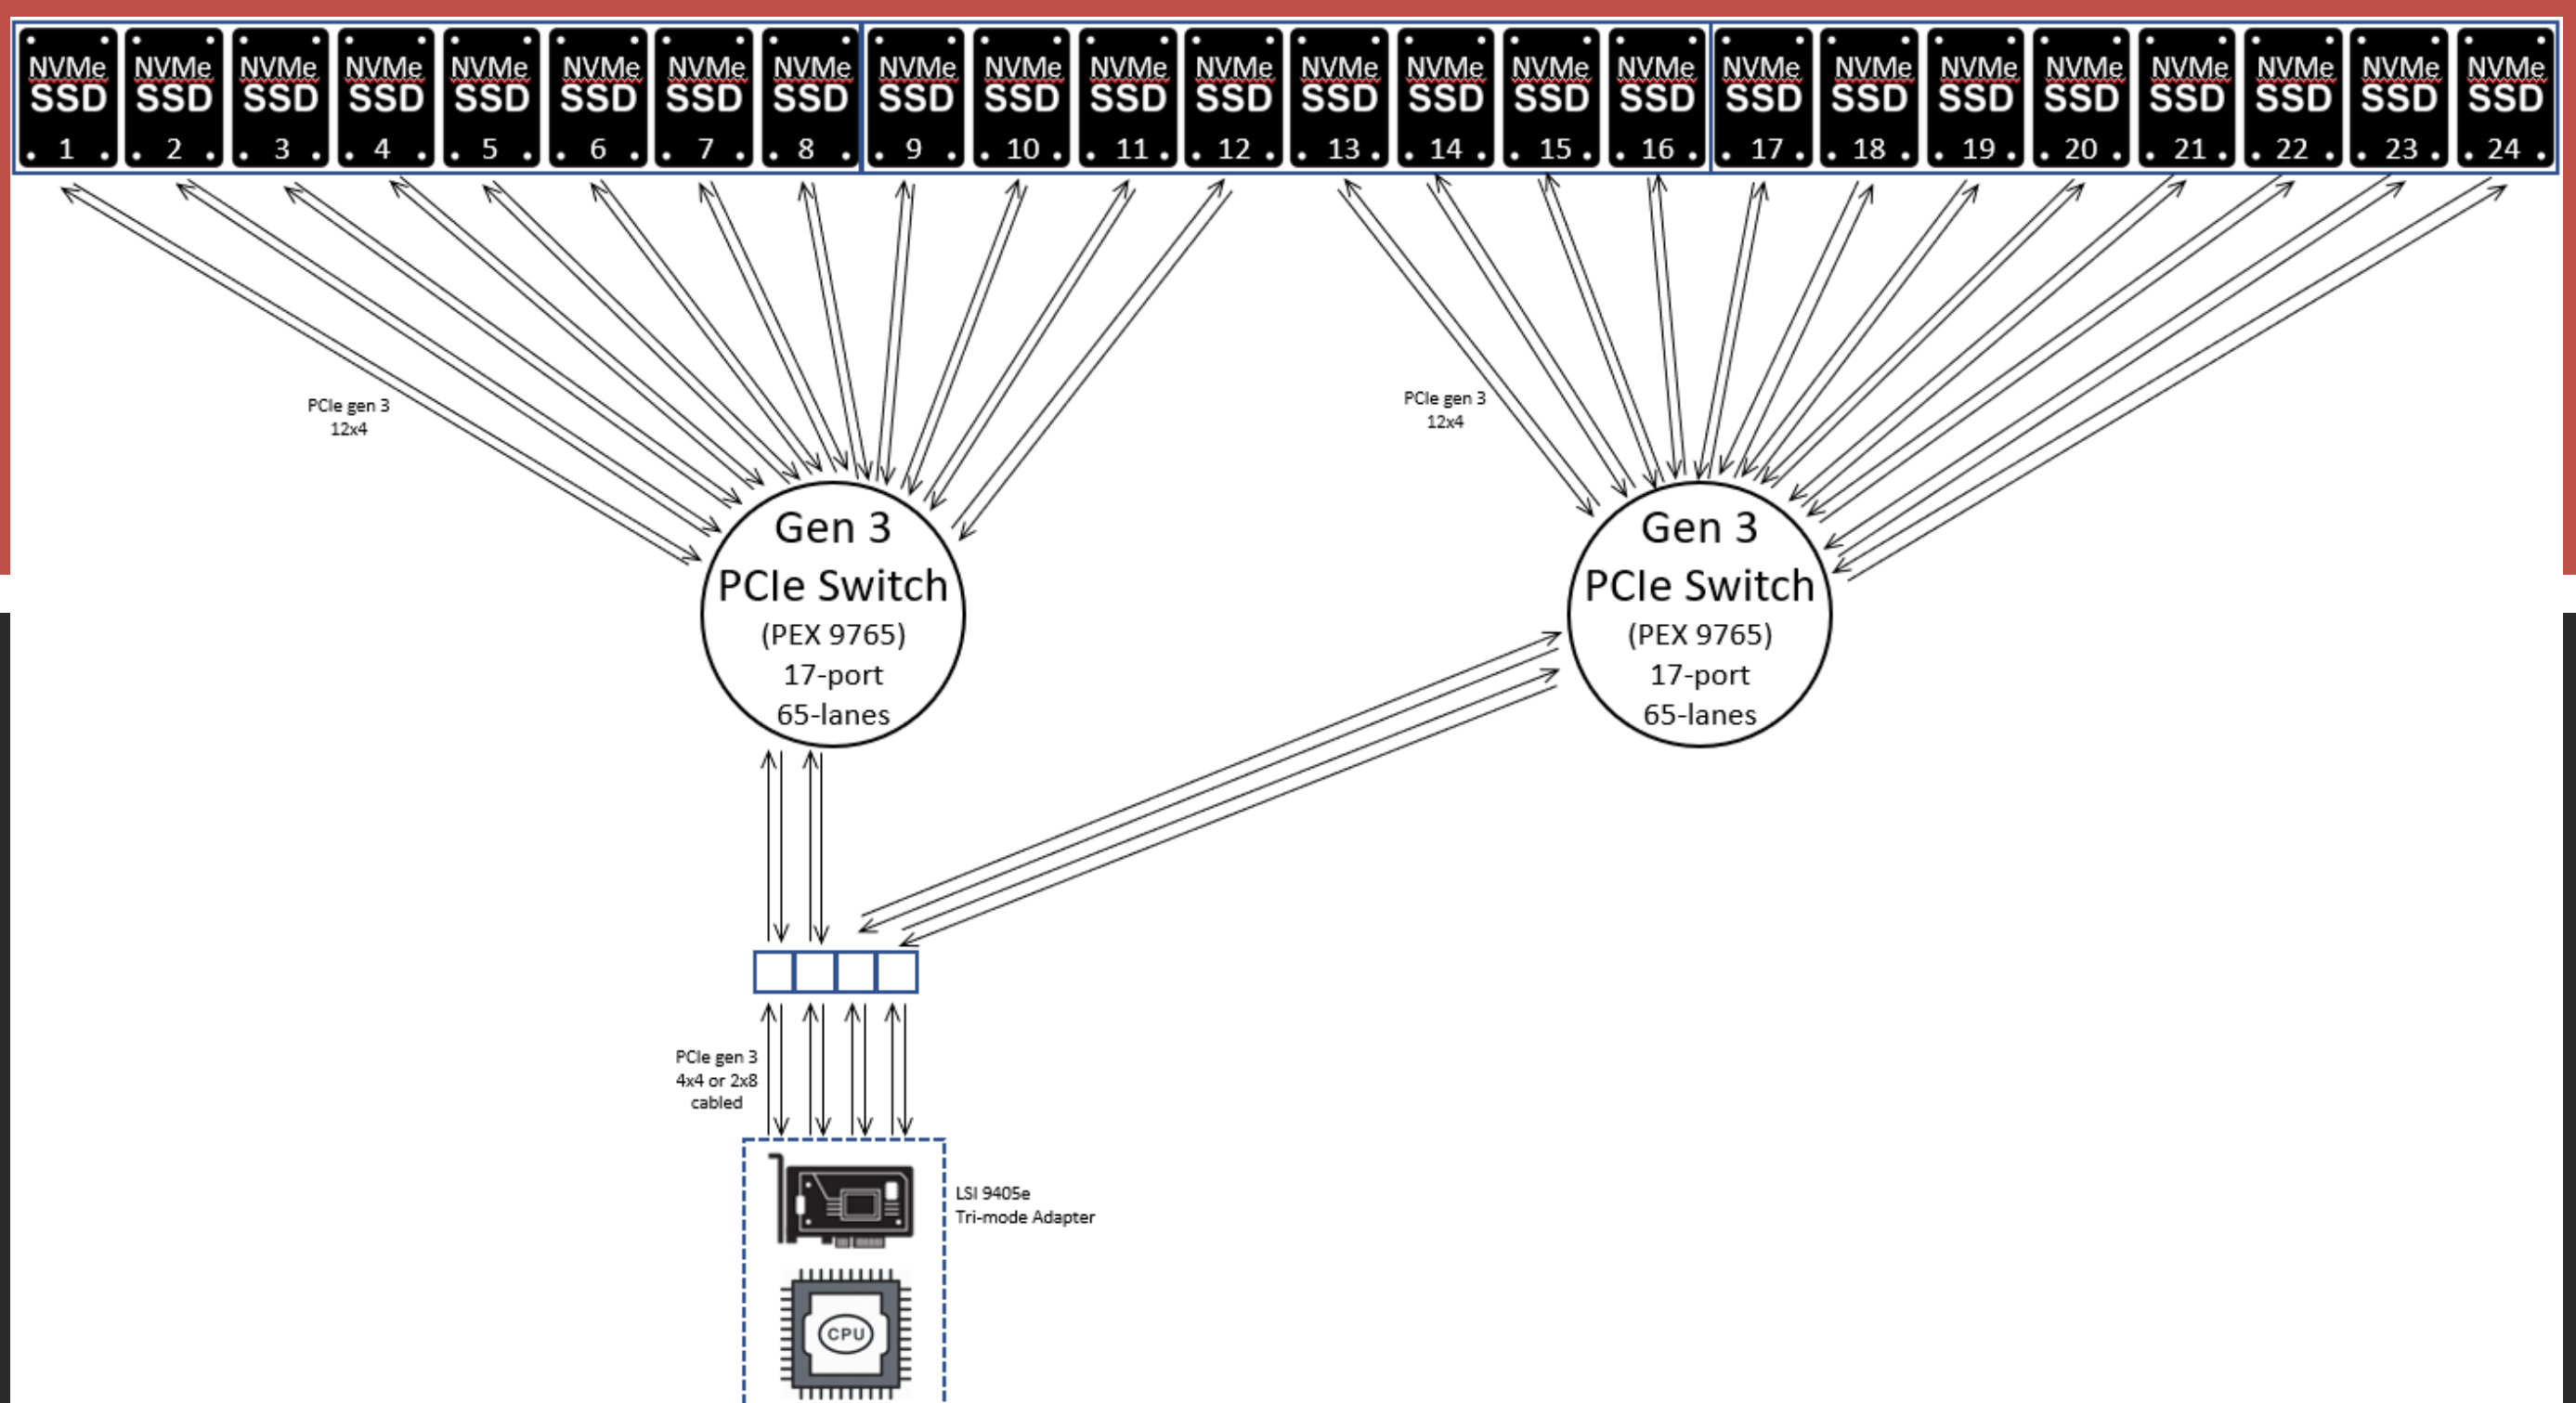 NVMe
SSD
1
NVMe
SSD
2
NVMe
SSD
3
NVMe
SSD
4
NVMe
SSD
5
NVMe
SSD
6
NVMe
SSD
7
NVMe
SSD
8
NVMe
SSD
9
NVMe
SSD
10
NVMe
SSD
11
NVMe
SSD
12
NVMe
SSD
13
NVMe
SSD
14
NVMe
SSD
15
NVMe
SSD
16
NVMe
SSD
17
NVMe
SSD
18
NVMe
SSD
19
NVMe
SSD
20
NVMe
SSD
21
NVMe
SSD
22
NVMe
SSD
23
NVMe
SSD
24
PCIe gen 3
12x4
PCIe gen 3
12x4
Gen 3
PCIe Switch
(PEX 9765)
17-port
65-lanes
Gen 3
PCIe Switch
(PEX 9765)
17-port
65-lanes
PCIe gen 3
4x4 or 2x8
cabled
LSI 9405e
Tri-mode Adapter
CPU